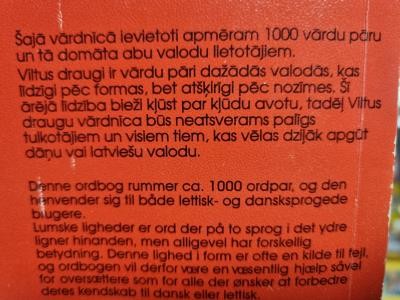 Šajā vārdnīcā ievietoti apmēram 1000 vārdu pāru
un tā domāta abu valodu lietotājiem.
Viltus draugi ir vārdu pāri dažādās valodās, kas
līdzīgi pēc formas, bet atšķirīgi pēc nozīmes. Šī
ārējā līdzība bieži kļūst par kļūdu avotu, tadēļ Viltus
draugu vārdnīca būs neatsverams palīgs
tulkotājiem un visiem tiem, kas vēlas dziļāk apgūt
dāņu vai latviešu valodu.
Denne ordbog rummer ca. 1000 ordpar, og den
henvender sig til både lettisk- og dansksprogede
brugere.
Lumske ligheder er ord der på to sprog i det ydre
ligner hinanden, men alligevel har forskellig
betydning. Denne lighed i form er ofte en kilde til fejl,
og ordbogen vil derfor være en væsentlig hjælp såvel
for oversættere som for alle der ønsker at forbedre
deres kendskab til dansk eller lettisk.